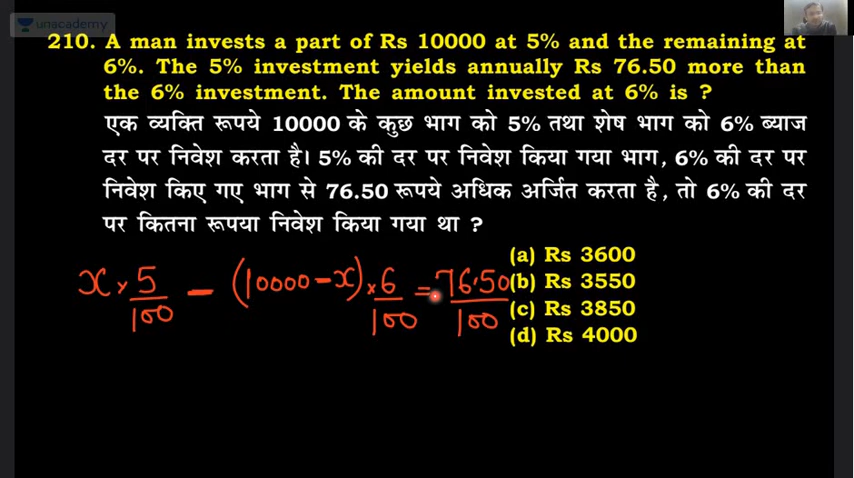 unacademy
210. A man invests a part of Rs 10000 at 5% and the remaining at
6%. The 5% investment yields annually Rs 76.50 more than
the 6% investment. The amount invested at 6% is ?
एक व्यक्ति रूपये 10000 के कुछ भाग को 5% तथा शेष भाग को 6% ब्याज
दर पर निवेश करता है। 5% की दर पर निवेश किया गया भाग, 6% की दर पर
निवेश किए गए भाग से 76.50 रूपये अधिक अर्जित करता है, तो 6% की दर
पर कितना रूपया निवेश किया गया था ?
x × 5/100 - (10000 - x) × 6/100 = 76.50/100
(a) Rs 3600
(b) Rs 3550
(c) Rs 3850
(d) Rs 4000